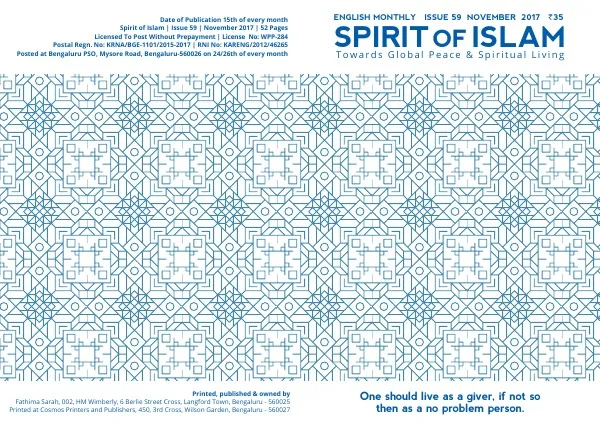 Date of Publication 15th of every month
Spirit of Islam | Issue 59 | November 2017 | 52 Pages
Licensed To Post Without Prepayment | License No: WPP-284
Postal Regn. No: KRNA/BGE-1101/2015-2017 | RNI No: KARENG/2012/46265
Posted at Bengaluru PSO, Mysore Road, Bengaluru-560026 on 24/26th of every month
ENGLISH MONTHLY ISSUE 59 NOVEMBER 2017 ₹35
SPIRIT OF ISLAM
Towards Global Peace & Spiritual Living
Printed, published & owned by
Fathima Sarah, 002, HM Wimberly, 6 Berlie Street Cross, Langford Town, Bengaluru - 560025
Printed at Cosmos Printers and Publishers, 450, 3rd Cross, Wilson Garden, Bengaluru - 560027
One should live as a giver, if not so
then as a no problem person.